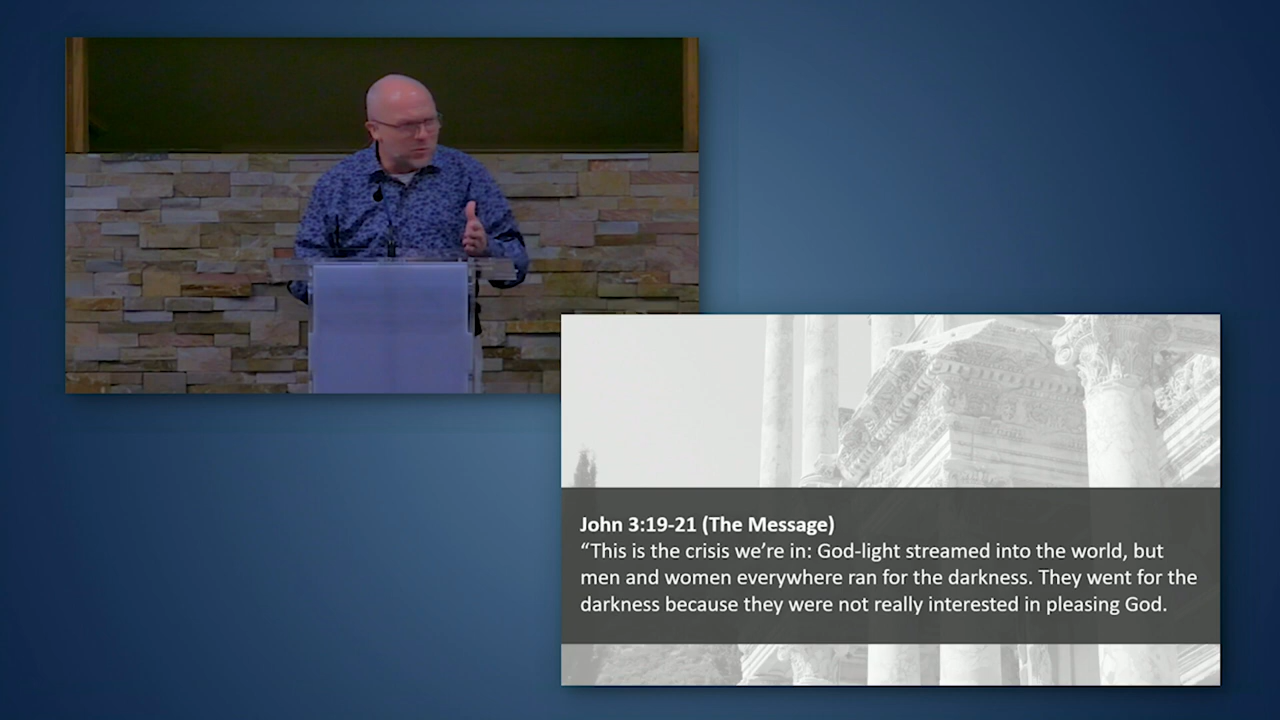 John 3:19-21 (The Message)
“This is the crisis we’re in: God-light streamed into the world, but
men and women everywhere ran for the darkness. They went for the
darkness because they were not really interested in pleasing God.